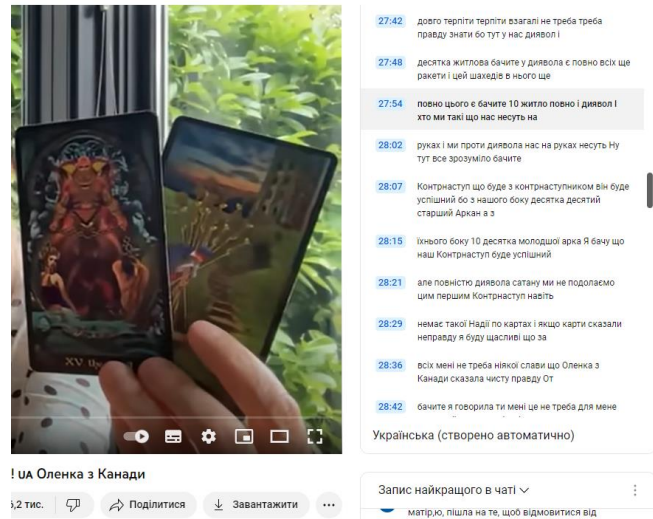 27:42
довго терпіти терпіти взагалі не треба треба
правду знати бо тут у нас диявол і
27:48
десятка житлова бачите у диявола є повно всіх ще
ракети і цей шахедів в нього ще
27:54
повно цього є бачите 10 житло повно і диявол І
хто ми такі що нас несуть на
28:02
руках і ми проти диявола нас на руках несуть Ну
тут все зрозуміло бачите
28:07
Контрнаступ що буде з контрнаступником він буде
успішний бо з нашого боку десятка десятий
старший Аркан а з
28:15
їхнього боку 10 десятка молодшої арка Я бачу що
наш Контрнаступ буде успішний
28:21
але повністю диявола сатану ми не подолаємо
цим першим Контрнаступ навіть
28:29
немає такої Надії по картах і якщо карти сказали
неправду я буду щасливі що за
28:36
всіх мені не треба ніякої слави що Оленка з
Канади сказала чисту правду От
28:42
бачите я говорила ти мені це не треба для мене
Українська (створено автоматично)
XV
! UA Оленка з Канади
,2 тис.
Поділитися
Завантажити
Запис найкращого в чаті
матір,ю, пішла на те, щоб відмовитися від